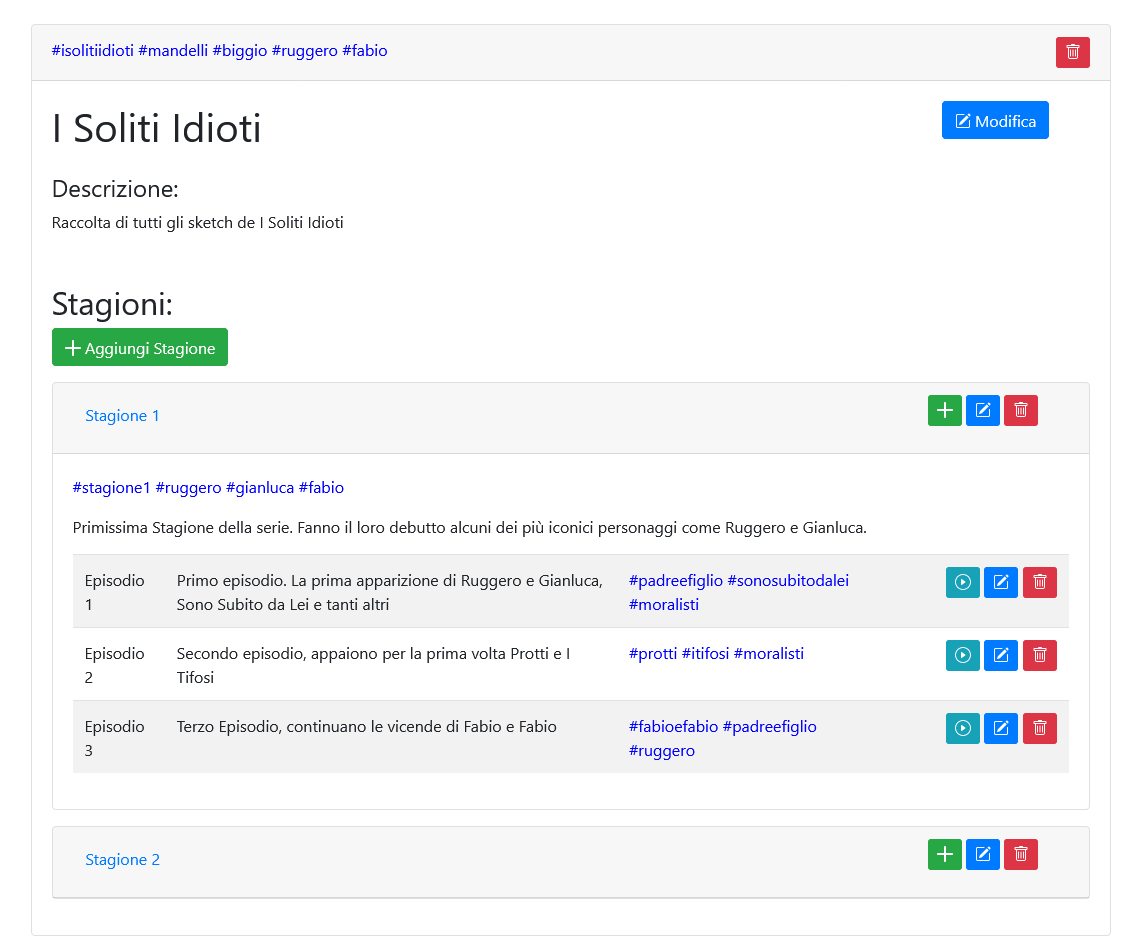 #isolitiidioti #mandelli #biggio #ruggero #fabio
I Soliti Idioti
Modifica
Descrizione:
Raccolta di tutti gli sketch de I Soliti Idioti
Stagioni:
Aggiungi Stagione
Stagione 1
#stagione1 #ruggero #gianluca #fabio
Primissima Stagione della serie. Fanno il loro debutto alcuni dei più iconici personaggi come Ruggero e Gianluca.
Episodio
1
Primo episodio. La prima apparizione di Ruggero e Gianluca,
Sono Subito da Lei e tanti altri
#padreefiglio #sonosubitodalei
#moralisti
Episodio
2
Secondo episodio, appaiono per la prima volta Protti e I
Tifosi
#protti #itifosi #moralisti
Episodio
3
Terzo Episodio, continuano le vicende di Fabio e Fabio
#fabioefabio #padreefiglio
#ruggero
Stagione 2